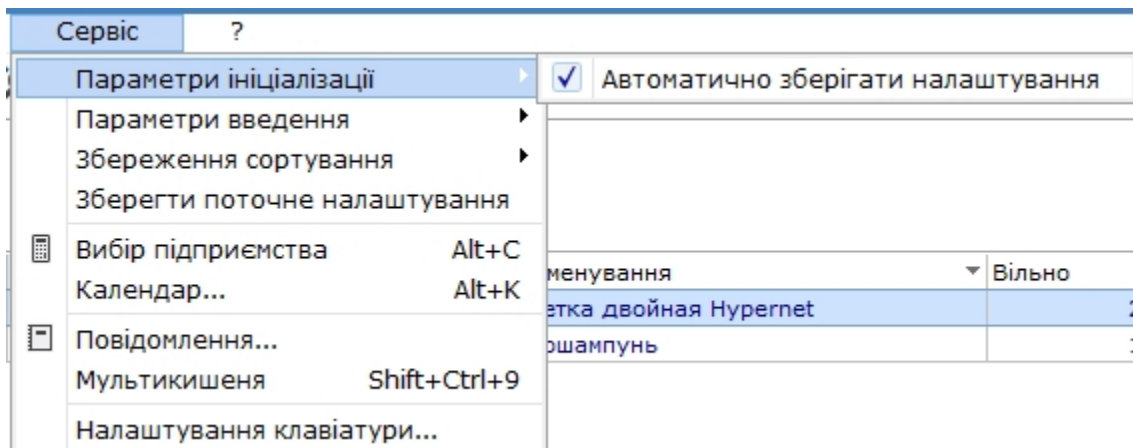 Сервіс ?
Параметри ініціалізації
Автоматично зберігати налаштування
Параметри введення
Збереження сортування
Зберегти поточне налаштування
Вибір підприємства Alt+C
Календар... Alt+K
Повідомлення...
Мультикишеня Shift+Ctrl+9
Налаштування клавіатури...
менування Вільно
етка двойная Hypernet
ошампунь